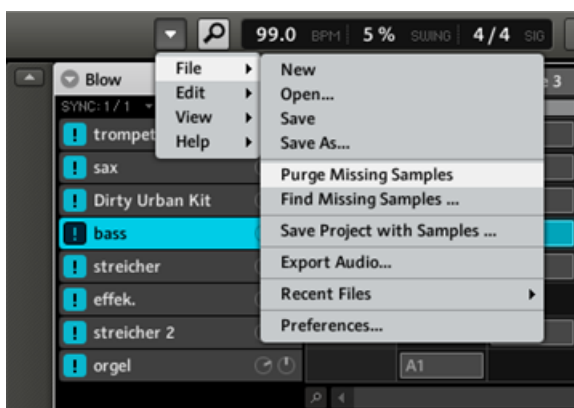 99.0 BPM 5 % SWING 4 / 4 SIG
Blow
SYNC: 1 / 1
trompet
sax
Dirty Urban Kit
bass
streicher
effek.
streicher 2
orgel
File
Edit
View
Help
New
Open...
Save
Save As...
Purge Missing Samples
Find Missing Samples ...
Save Project with Samples ...
Export Audio...
Recent Files
Preferences...
3
A1